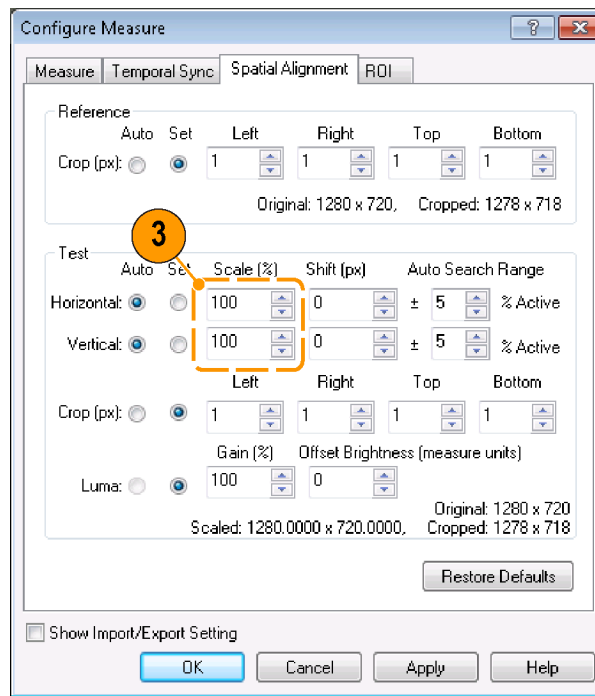 Configure Measure
Measure Temporal Sync Spatial Alignment ROI
Reference
Auto Set Left Right Top Bottom
Crop (px): 1 1 1 1
Original: 1280 x 720, Cropped: 1278 x 718
3
Test
Auto Set Scale (%) Shift (px) Auto Search Range
Horizontal: 100 0 ± 5 % Active
Vertical: 100 0 ± 5 % Active
Left Right Top Bottom
Crop (px): 1 1 1 1
Gain (%) Offset Brightness (measure units)
Luma: 100 0
Original: 1280 x 720
Scaled: 1280.0000 x 720.0000, Cropped: 1278 x 718
Restore Defaults
Show Import/Export Setting
OK Cancel Apply Help